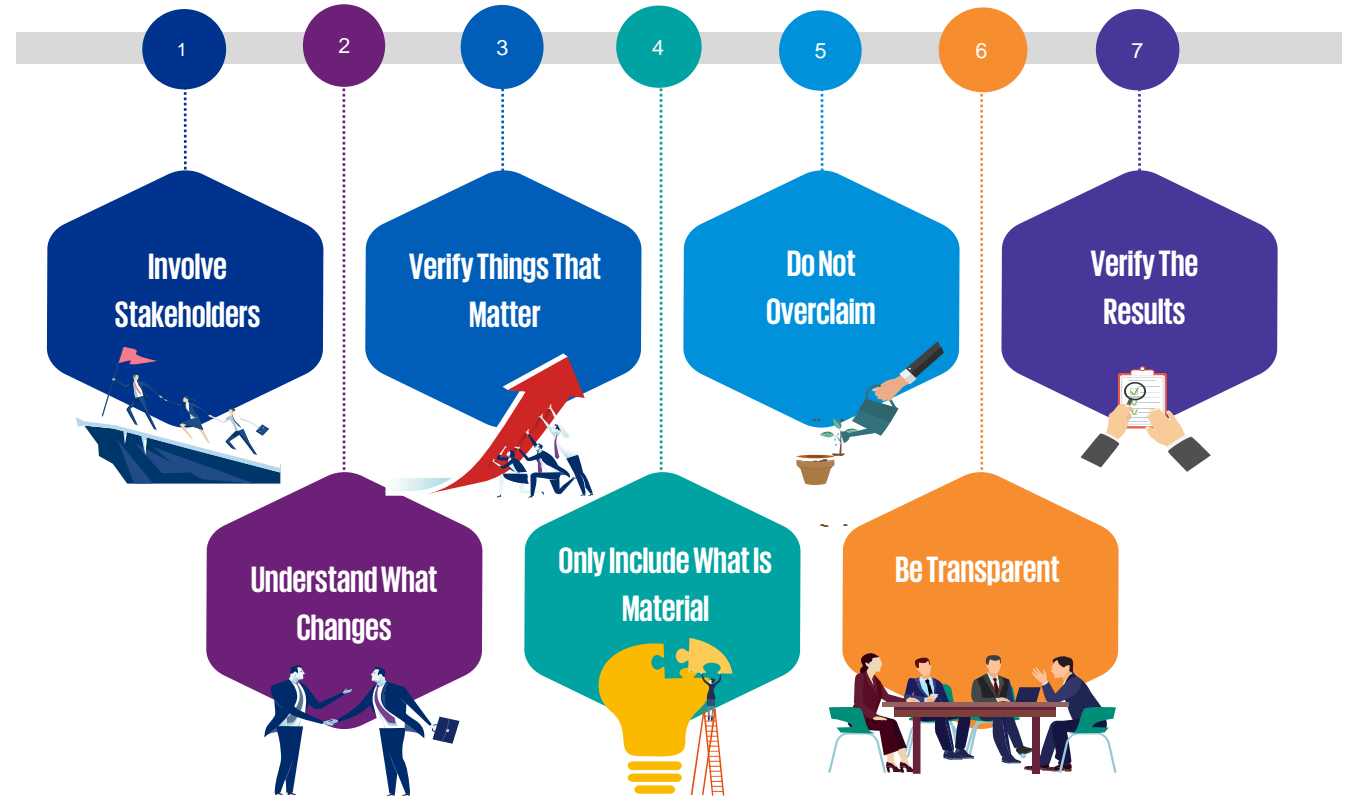 1
2
3
4
5
6
7
Involve
Stakeholders
Verify Things That
Matter
Do Not
Overclaim
Verify The
Results
Understand What
Changes
Only Include What Is
Material
Be Transparent